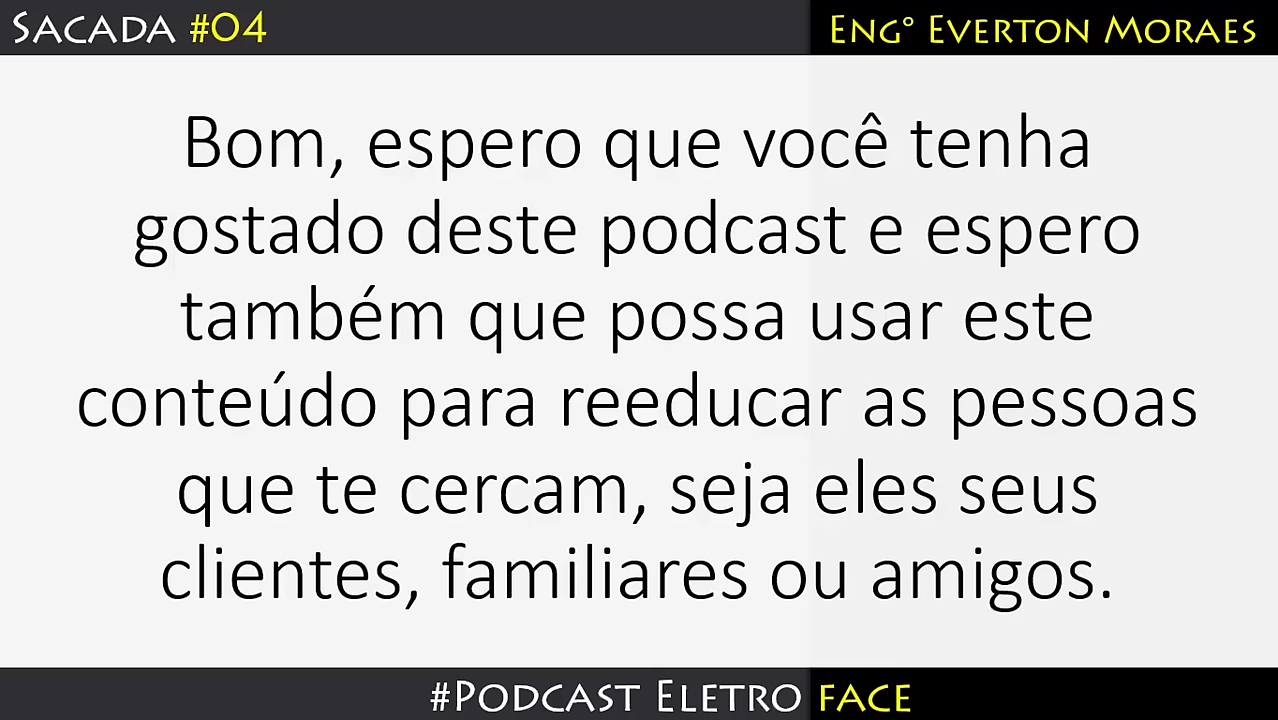 SACADA #04
ENG° EVERTON MORAES
Bom, espero que você tenha
gostado deste podcast e espero
também que possa usar este
conteúdo para reeducar as pessoas
que te cercam, seja eles seus
clientes, familiares ou amigos.
#PODCAST ELETRO FACE